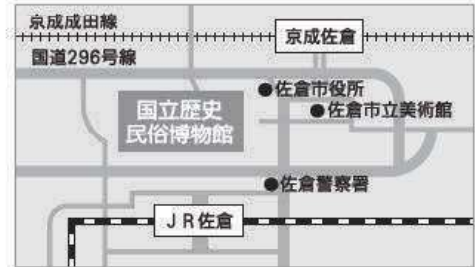 京成成田線
京成佐倉
国道296号線
●佐倉市役所
●佐倉市立美術館
国立歴史
民俗博物館
●佐倉警察署
JR佐倉